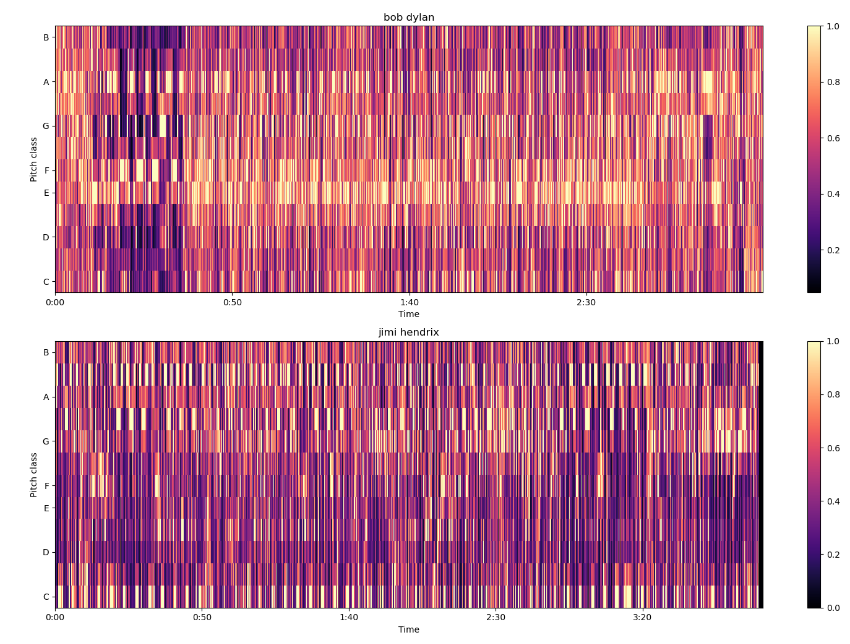 bob dylan
Pitch class
B
A
G
F
E
D
C
0:00
0:50
1:40
2:30
Time
1.0
0.8
0.6
0.4
0.2
jimi hendrix
Pitch class
B
A
G
F
E
D
C
0:00
0:50
1:40
2:30
3:20
Time
1.0
0.8
0.6
0.4
0.2
0.0